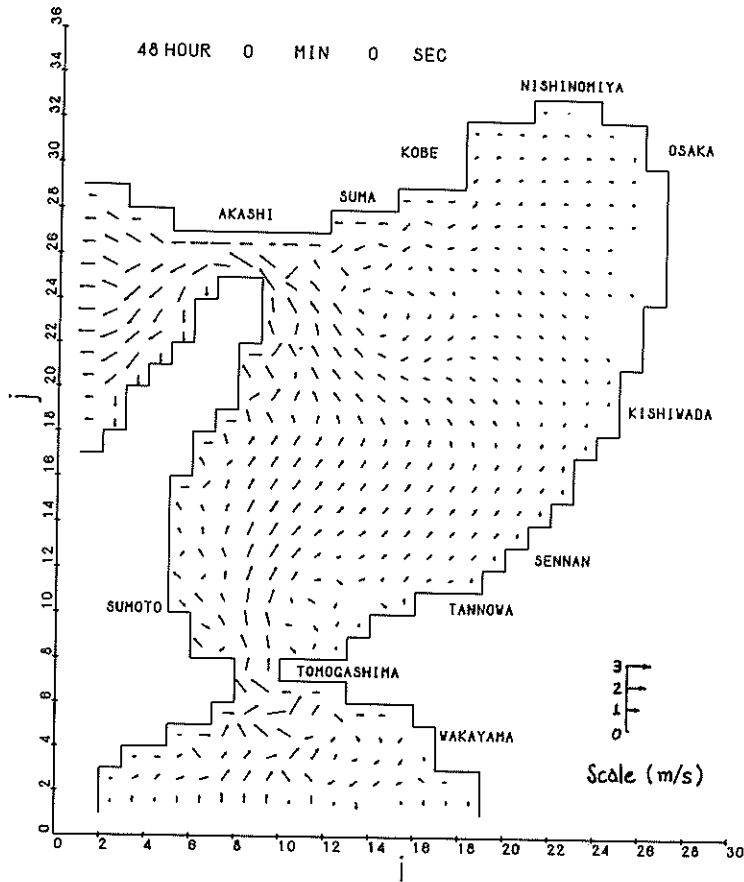 48 HOUR 0 MIN 0 SEC
NISHINOMIYA
KOBE
OSAKA
SUMA
AKASHI
KISHIWADA
SENNAN
SUMOTO
TANNOWA
TOMOGASHIMA
WAKAYAMA
3
2
1
0
Scale (m/s)
36
34
32
30
28
26
24
22
20
18
16
14
12
10
8
6
4
2
0
j
0 2 4 6 8 10 12 14 16 18 20 22 24 26 28 30
i